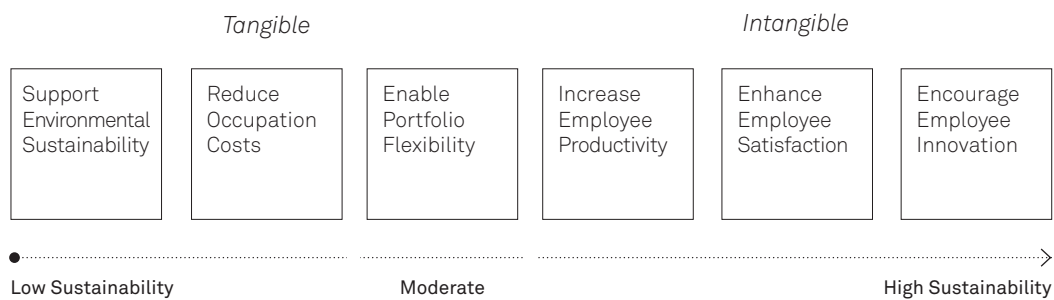 Tangible
Intangible
Support
Environmental
Sustainability
Reduce
Occupation
Costs
Enable
Portfolio
Flexibility
Increase
Employee
Productivity
Enhance
Employee
Satisfaction
Encourage
Employee
Innovation
Low Sustainability
Moderate
High Sustainability